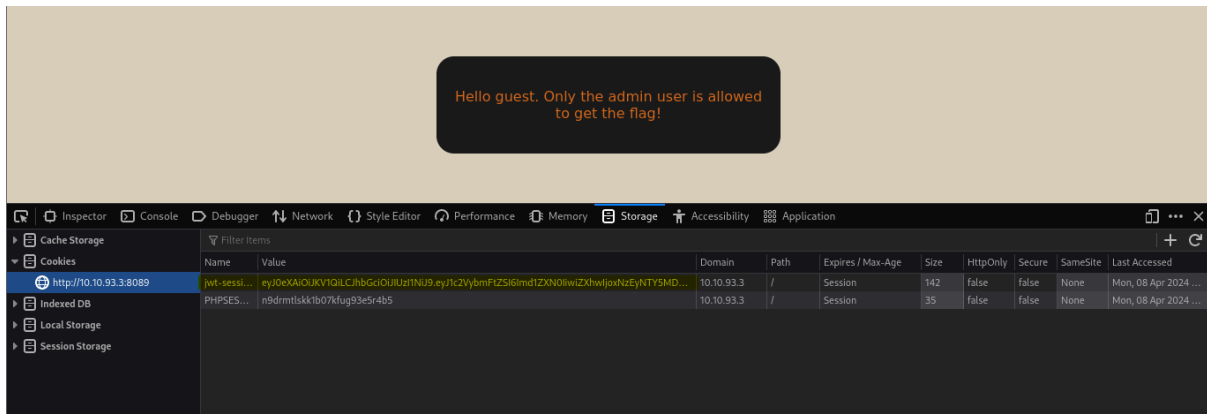 Hello guest. Only the admin user is allowed
to get the flag!
Inspector Console Debugger Network Style Editor Performance Memory Storage Accessibility Application
Cache Storage
Filter Items
Cookies
Name Value Domain Path Expires / Max-Age Size HttpOnly Secure SameSite Last Accessed
http://10.10.93.3:8089
jwt-sessi... 10.10.93.3 / Session 142 false false None Mon, 08 Apr 2024 ...
PHPSES... n9drmtlskk1b07kfug93e5r4b5 10.10.93.3 / Session 35 false false None Mon, 08 Apr 2024 ...
Indexed DB
Local Storage
Session Storage